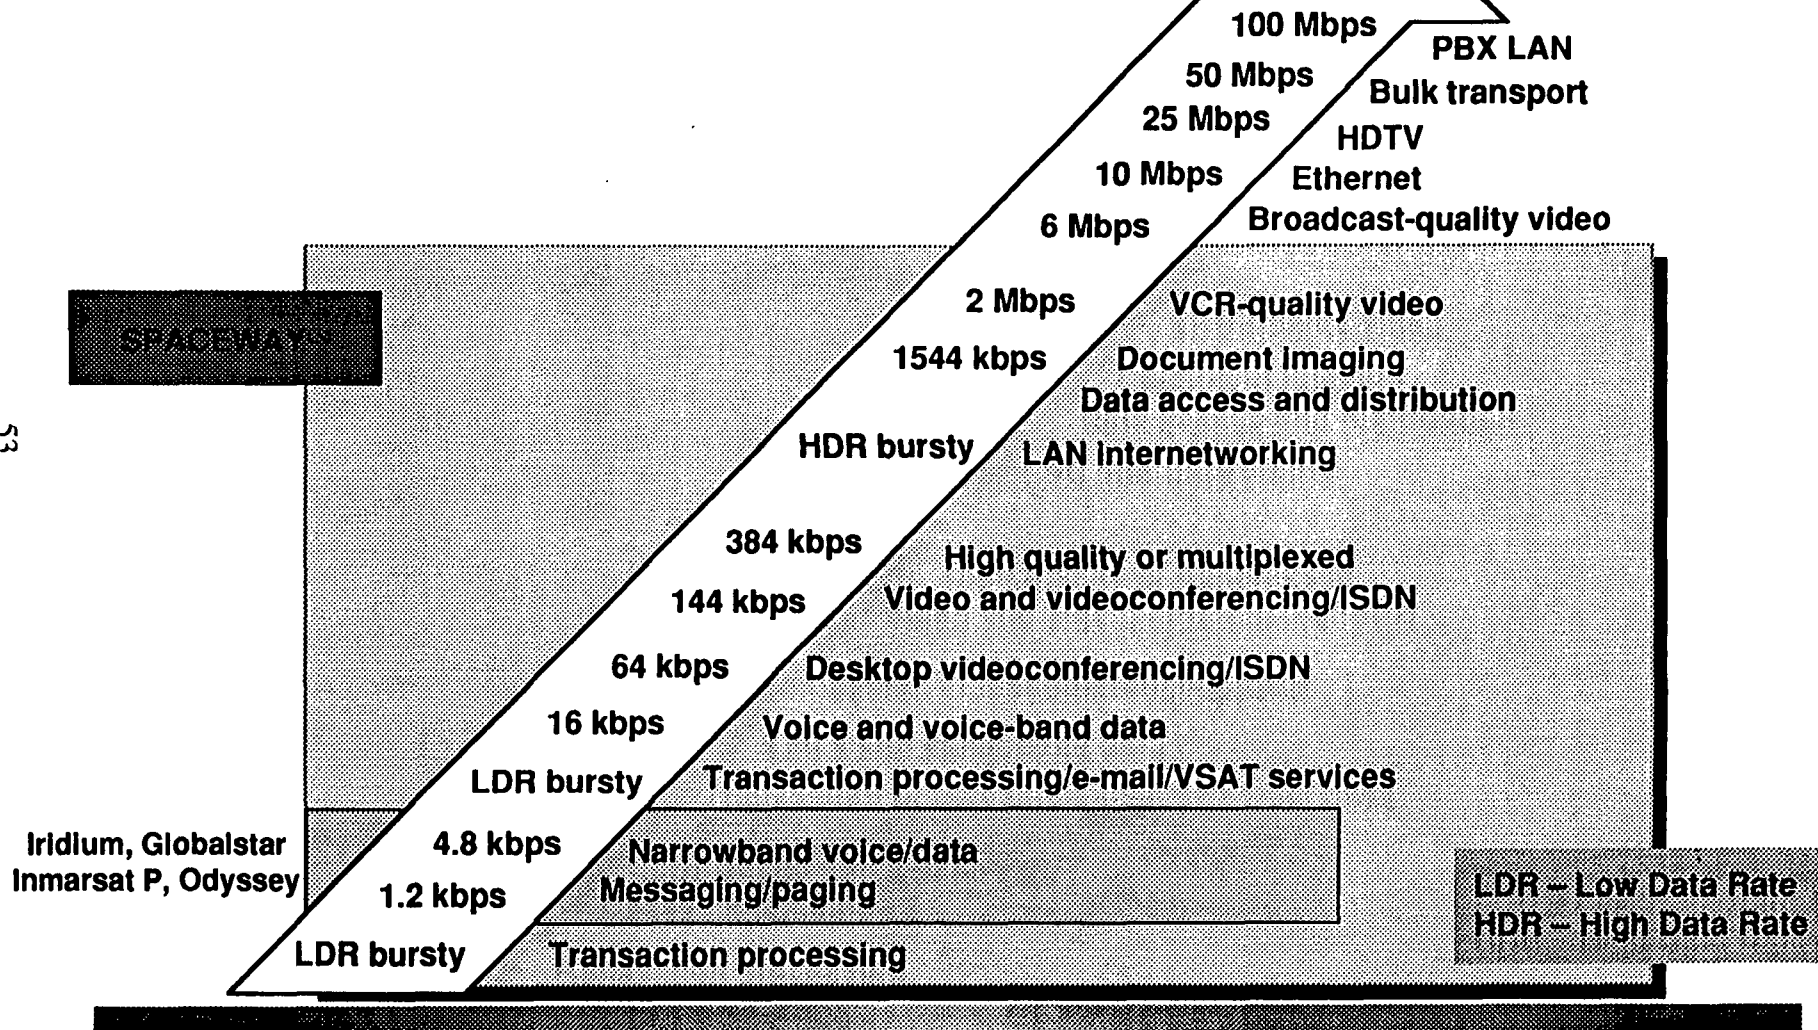 100 Mbps
PBX LAN
50 Mbps
Bulk transport
25 Mbps
HDTV
10 Mbps
Ethernet
6 Mbps
Broadcast-quality video
2 Mbps
VCR-quality video
SPACEWAY
1544 kbps
Document Imaging
Data access and distribution
53
HDR bursty
LAN Internetworking
384 kbps
High quality or multiplexed
144 kbps
Video and videoconferencing/ISDN
64 kbps
Desktop videoconferencing/ISDN
16 kbps
Voice and voice-band data
LDR bursty
Transaction processing/e-mail/VSAT services
Iridium, Globalstar
Inmarsat P, Odyssey
4.8 kbps
Narrowband voice/data
1.2 kbps
Messaging/paging
LDR – Low Data Rate
HDR – High Data Rate
LDR bursty
Transaction processing